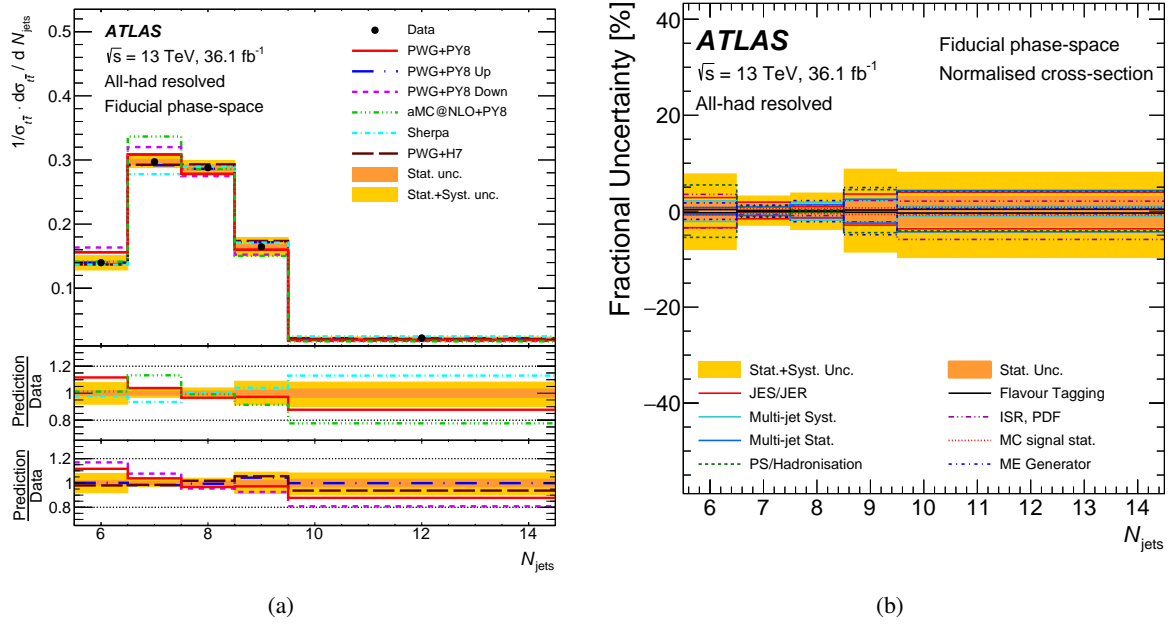 ATLAS
√s = 13 TeV, 36.1 fb⁻¹
All-had resolved
Fiducial phase-space
Data
PWG+PY8
PWG+PY8 Up
PWG+PY8 Down
aMC@NLO+PY8
Sherpa
PWG+H7
Stat. unc.
Stat.+Syst. unc.
1/σ_tt̄ · dσ_tt̄ / d N_jets
0.5
0.4
0.3
0.2
0.1
Prediction
Data
1.2
1
0.8
Prediction
Data
1.2
1
0.8
6 7 8 9 10 11 12 13 14
N_jets
(a)
Fractional Uncertainty [%]
ATLAS
√s = 13 TeV, 36.1 fb⁻¹
All-had resolved
Fiducial phase-space
Normalised cross-section
40
20
0
−20
−40
Stat.+Syst. Unc.
JES/JER
Multi-jet Syst.
Multi-jet Stat.
PS/Hadronisation
Stat. Unc.
Flavour Tagging
ISR, PDF
MC signal stat.
ME Generator
6 7 8 9 10 11 12 13 14
N_jets
(b)